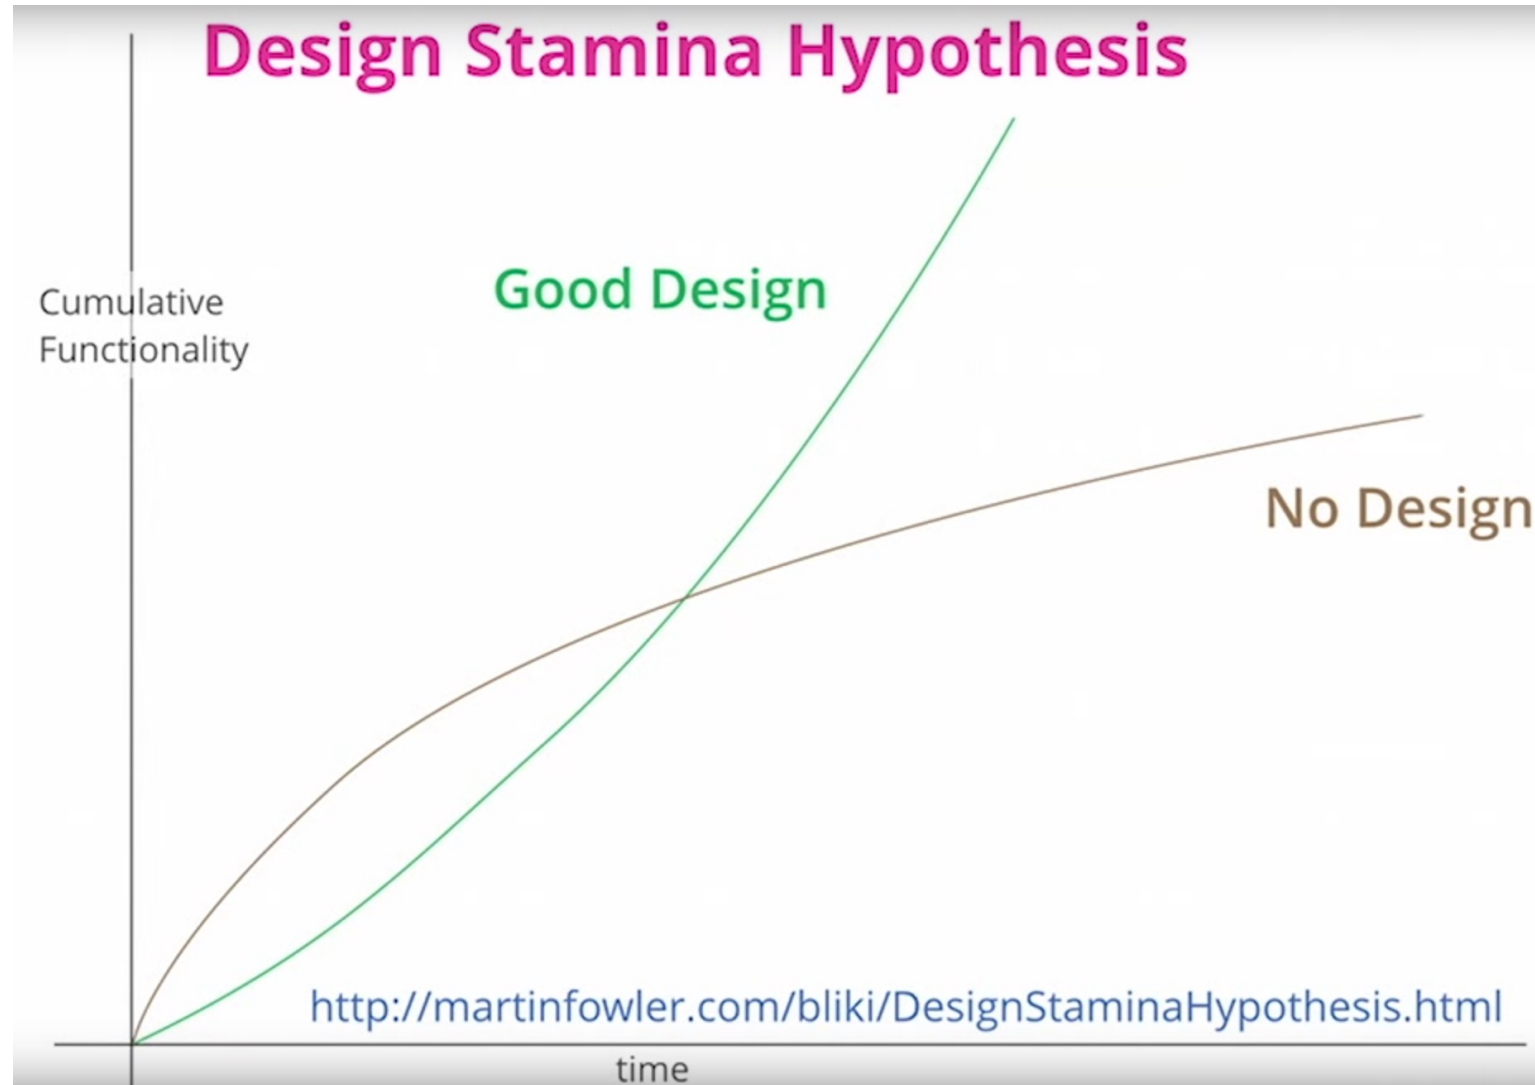 Design Stamina Hypothesis
Good Design
Cumulative
Functionality
No Design
http://martinfowler.com/bliki/DesignStaminaHypothesis.html
time